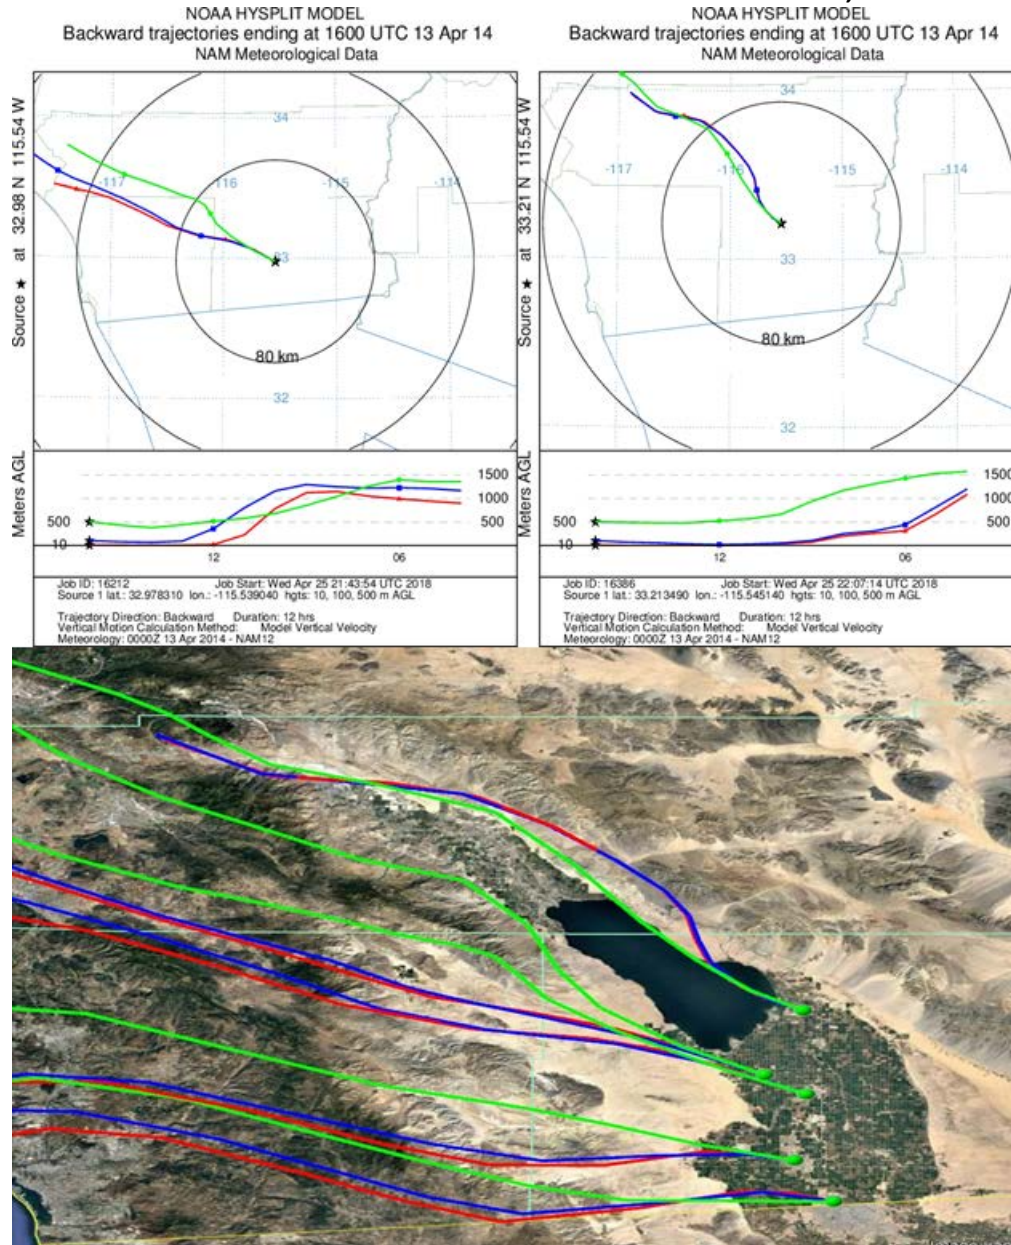 NOAA HYSPLIT MODEL
Backward trajectories ending at 1600 UTC 13 Apr 14
NAM Meteorological Data
Source ★ at 32.98 N 115.54 W
34
-117
-116
-115
-114
33
80 km
32
Meters AGL
1500
1000
500
500
10
12
06
Job ID: 16212 Job Start: Wed Apr 25 21:43:54 UTC 2018
Source 1 lat.: 32.978310 lon.: -115.539040 hgts: 10, 100, 500 m AGL
Trajectory Direction: Backward Duration: 12 hrs
Vertical Motion Calculation Method: Model Vertical Velocity
Meteorology: 0000Z 13 Apr 2014 - NAM12
NOAA HYSPLIT MODEL
Backward trajectories ending at 1600 UTC 13 Apr 14
NAM Meteorological Data
Source ★ at 33.21 N 115.54 W
34
-117
-116
-115
-114
33
80 km
32
Meters AGL
1500
1000
500
500
10
12
06
Job ID: 16386 Job Start: Wed Apr 25 22:07:14 UTC 2018
Source 1 lat.: 33.213490 lon.: -115.545140 hgts: 10, 100, 500 m AGL
Trajectory Direction: Backward Duration: 12 hrs
Vertical Motion Calculation Method: Model Vertical Velocity
Meteorology: 0000Z 13 Apr 2014 - NAM12